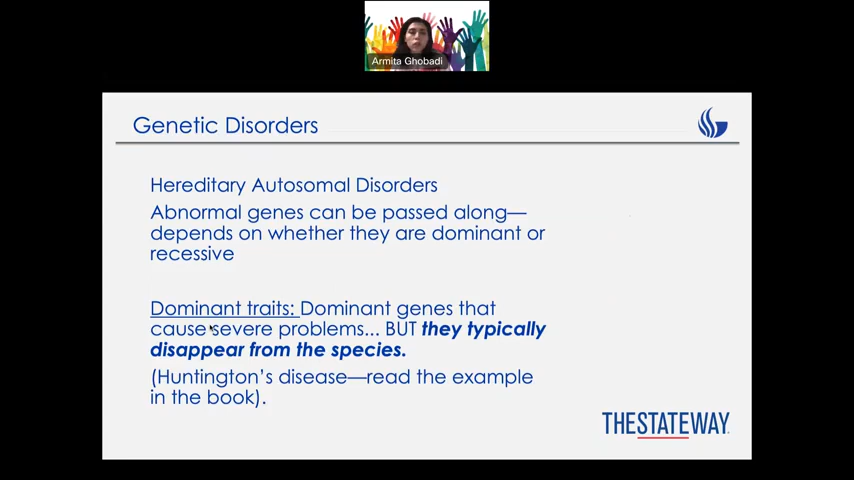 Armita Ghobadi
Genetic Disorders
Hereditary Autosomal Disorders
Abnormal genes can be passed along—
depends on whether they are dominant or
recessive
Dominant traits: Dominant genes that
cause severe problems... BUT they typically
disappear from the species.
(Huntington's disease—read the example
in the book).
THESTATEWAY.